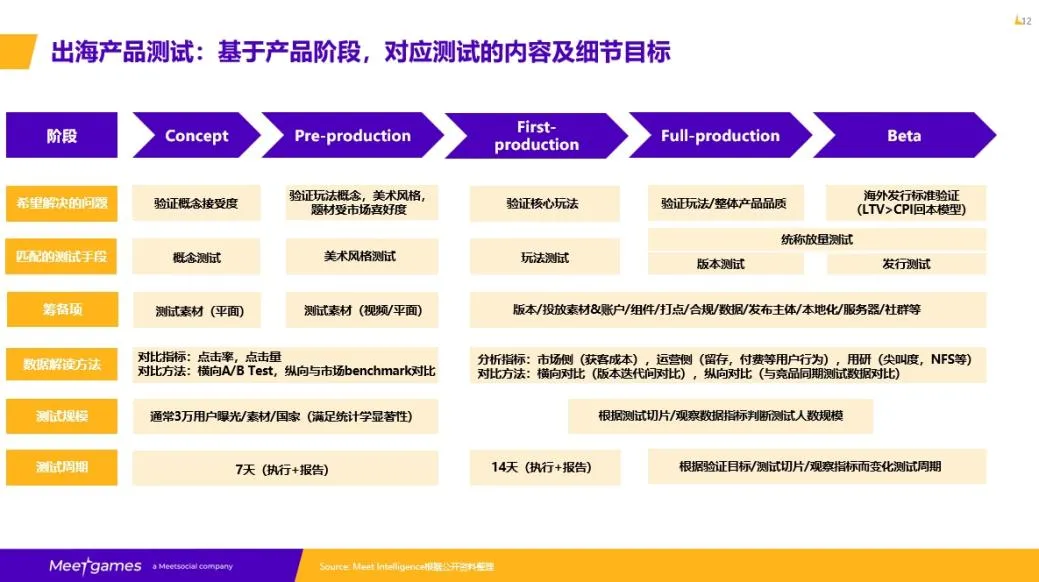 12
出海产品测试：基于产品阶段，对应测试的内容及细节目标
阶段
Concept
Pre-production
First-
production
Full-production
Beta
希望解决的问题
验证概念接受度
验证玩法概念，美术风格，
题材受市场喜好度
验证核心玩法
验证玩法/整体产品品质
海外发行标准验证
（LTV>CPI回本模型）
匹配的测试手段
概念测试
美术风格测试
玩法测试
统称放量测试
版本测试
发行测试
筹备项
测试素材（平面）
测试素材（视频/平面）
版本/投放素材&账户/组件/打点/合规/数据/发布主体/本地化/服务器/社群等
数据解读方法
对比指标：点击率，点击量
对比方法：横向A/B Test，纵向与市场benchmark对比
分析指标：市场侧（获客成本），运营侧（留存，付费等用户行为），用研（尖叫度，NFS等）
对比方法：横向对比（版本迭代间对比），纵向对比（与竞品同期测试数据对比）
测试规模
通常3万用户曝光/素材/国家（满足统计学显著性）
根据测试切片/观察数据指标判断测试人数规模
测试周期
7天（执行+报告）
14天（执行+报告）
根据验证目标/测试切片/观察指标而变化测试周期
Meetgames
a Meetsocial company
Source: Meet Intelligence根据公开资料整理